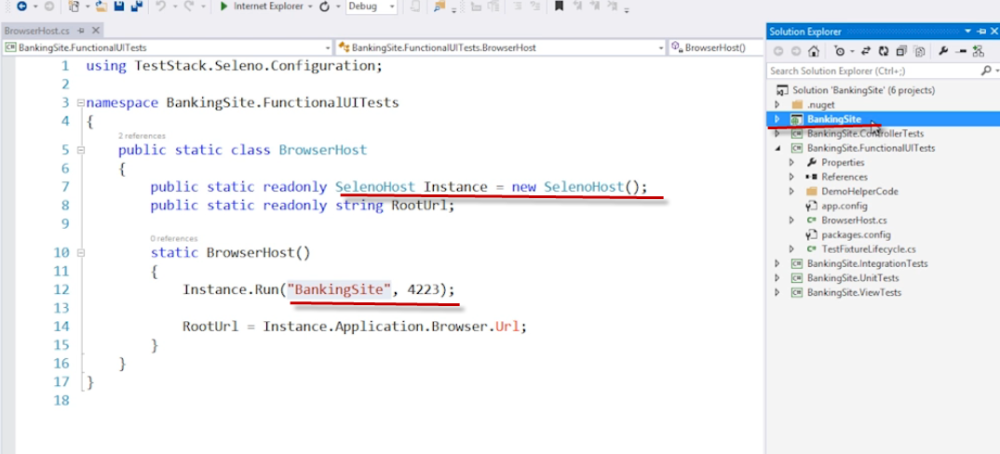 Internet Explorer
Debug
BrowserHost.cs
BankingSite.FunctionalUITests
BankingSite.FunctionalUITests.BrowserHost
BrowserHost()
1 using TestStack.Seleno.Configuration;
2
3 namespace BankingSite.FunctionalUITests
4 {
2 references
5 public static class BrowserHost
6 {
7 public static readonly SelenoHost Instance = new SelenoHost();
8 public static readonly string RootUrl;
9
0 references
10 static BrowserHost()
11 {
12 Instance.Run("BankingSite", 4223);
13
14 RootUrl = Instance.Application.Browser.Url;
15 }
16 }
17 }
18
Solution Explorer
Search Solution Explorer (Ctrl+;)
Solution 'BankingSite' (6 projects)
.nuget
BankingSite
BankingSite.ControllerTests
BankingSite.FunctionalUITests
Properties
References
DemoHelperCode
app.config
BrowserHost.cs
packages.config
TestFixtureLifecycle.cs
BankingSite.IntegrationTests
BankingSite.UnitTests
BankingSite.ViewTests